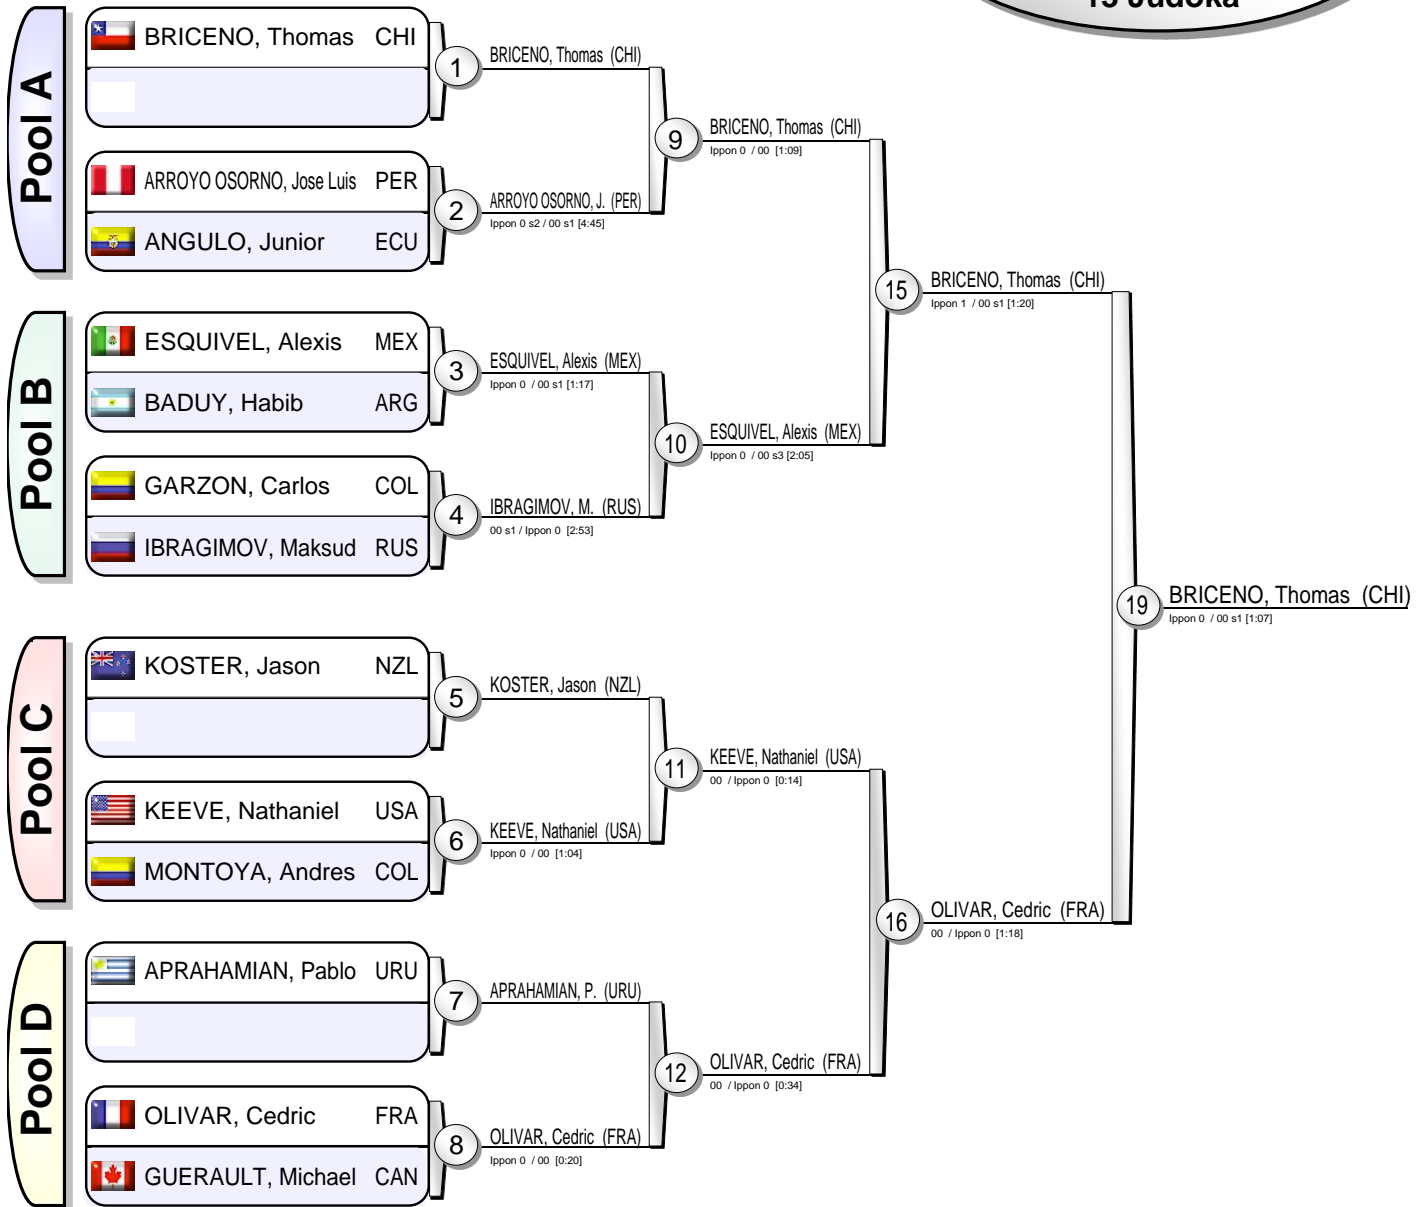 13 Judoka
Pool A
BRICENO, Thomas CHI
ARROYO OSORNO, Jose Luis PER
ANGULO, Junior ECU
Pool B
ESQUIVEL, Alexis MEX
BADUY, Habib ARG
GARZON, Carlos COL
IBRAGIMOV, Maksud RUS
Pool C
KOSTER, Jason NZL
KEEVE, Nathaniel USA
MONTOYA, Andres COL
Pool D
APRAHAMIAN, Pablo URU
OLIVAR, Cedric FRA
GUERAULT, Michael CAN
1
BRICENO, Thomas (CHI)
2
ARROYO OSORNO, J. (PER)
Ippon 0 s2 / 00 s1 [4:45]
3
ESQUIVEL, Alexis (MEX)
Ippon 0 / 00 s1 [1:17]
4
IBRAGIMOV, M. (RUS)
00 s1 / Ippon 0 [2:53]
5
KOSTER, Jason (NZL)
6
KEEVE, Nathaniel (USA)
Ippon 0 / 00 [1:04]
7
APRAHAMIAN, P. (URU)
8
OLIVAR, Cedric (FRA)
Ippon 0 / 00 [0:20]
9
BRICENO, Thomas (CHI)
Ippon 0 / 00 [1:09]
10
ESQUIVEL, Alexis (MEX)
Ippon 0 / 00 s3 [2:05]
11
KEEVE, Nathaniel (USA)
00 / Ippon 0 [0:14]
12
OLIVAR, Cedric (FRA)
00 / Ippon 0 [0:34]
15
BRICENO, Thomas (CHI)
Ippon 1 / 00 s1 [1:20]
16
OLIVAR, Cedric (FRA)
00 / Ippon 0 [1:18]
19
BRICENO, Thomas (CHI)
Ippon 0 / 00 s1 [1:07]